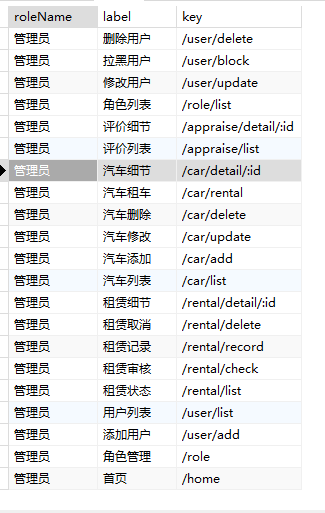 roleName label key
管理员 删除用户 /user/delete
管理员 拉黑用户 /user/block
管理员 修改用户 /user/update
管理员 角色列表 /role/list
管理员 评价细节 /appraise/detail/:id
管理员 评价列表 /appraise/list
管理员 汽车细节 /car/detail/:id
管理员 汽车租车 /car/rental
管理员 汽车删除 /car/delete
管理员 汽车修改 /car/update
管理员 汽车添加 /car/add
管理员 汽车列表 /car/list
管理员 租赁细节 /rental/detail/:id
管理员 租赁取消 /rental/delete
管理员 租赁记录 /rental/record
管理员 租赁审核 /rental/check
管理员 租赁状态 /rental/list
管理员 用户列表 /user/list
管理员 添加用户 /user/add
管理员 角色管理 /role
管理员 首页 /home